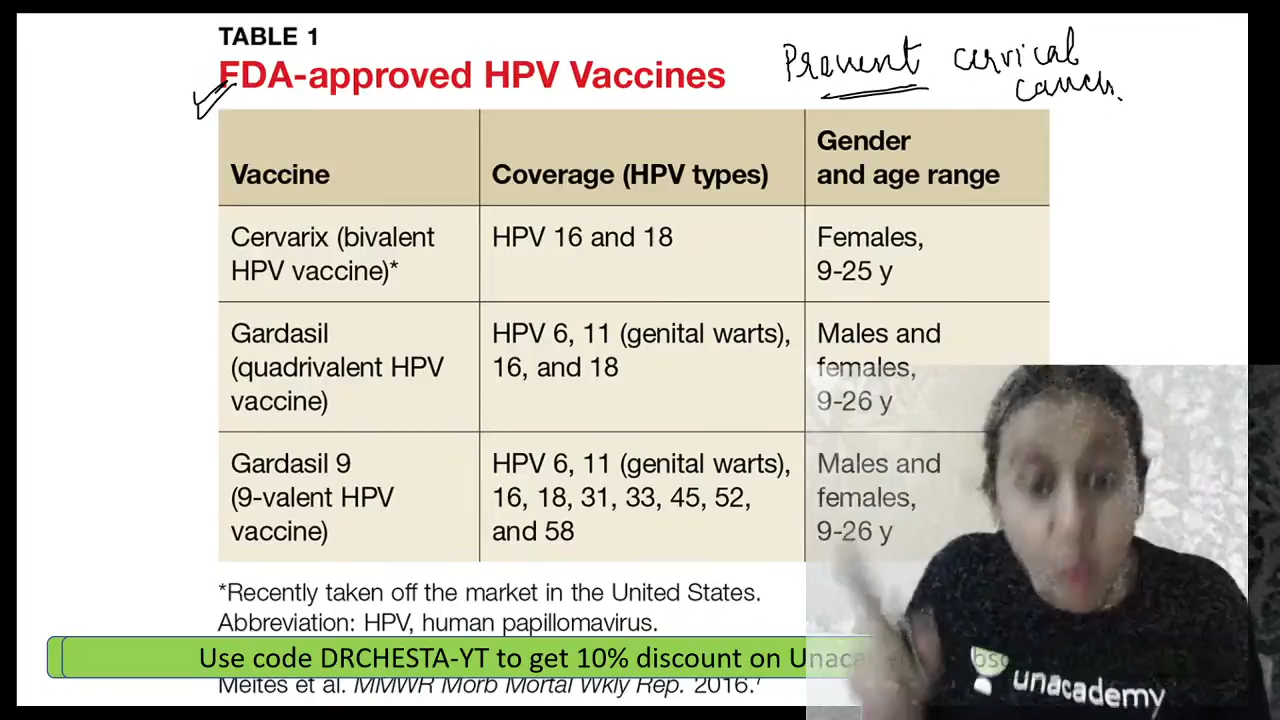 TABLE 1
FDA-approved HPV Vaccines
Prevent cervical
cancer.
Vaccine
Coverage (HPV types)
Gender
and age range
Cervarix (bivalent
HPV vaccine)*
HPV 16 and 18
Females,
9-25 y
Gardasil
(quadrivalent HPV
vaccine)
HPV 6, 11 (genital warts),
16, and 18
Males and
females,
9-26 y
Gardasil 9
(9-valent HPV
vaccine)
HPV 6, 11 (genital warts),
16, 18, 31, 33, 45, 52,
and 58
Males and
females,
9-26 y
*Recently taken off the market in the United States.
Abbreviation: HPV, human papillomavirus.
Use code DRCHESTA-YT to get 10% discount on
Meites et al. MMWR Morb Mortal Wkly Rep. 2016.
unacademy